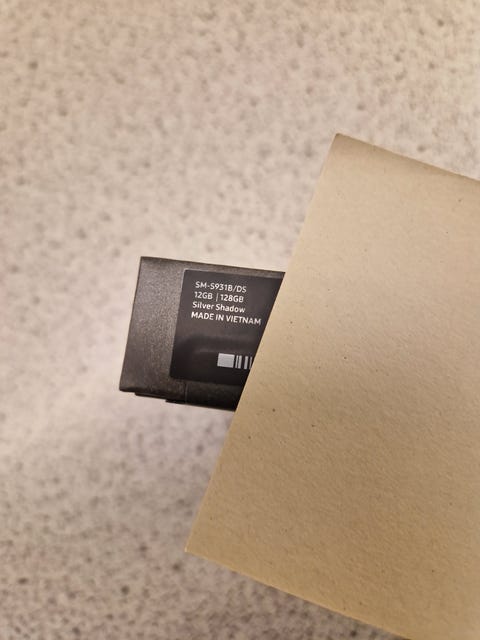 SM-S931B/DS
12GB | 128GB
Silver Shadow
MADE IN VIETNAM